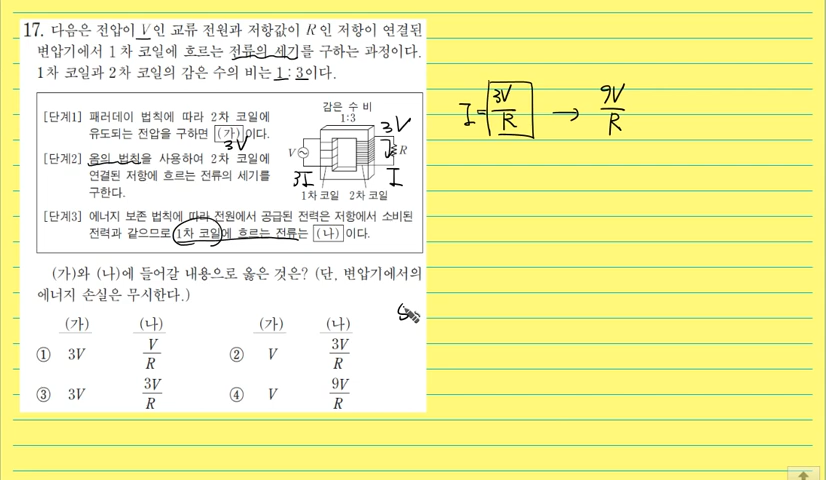 17. 다음은 전압이 V인 교류 전원과 저항값이 R인 저항이 연결된
변압기에서 1차 코일에 흐르는 전류의 세기를 구하는 과정이다.
1차 코일과 2차 코일의 감은 수의 비는 1 : 3이다.
[단계1] 패러데이 법칙에 따라 2차 코일에
유도되는 전압을 구하면 (가)이다.
3V
[단계2] 옴의 법칙을 사용하여 2차 코일에
연결된 저항에 흐르는 전류의 세기를
구한다.
감은 수 비
1:3
3V
V
R
3I
I
1차 코일 2차 코일
[단계3] 에너지 보존 법칙에 따라 전원에서 공급된 전력은 저항에서 소비된
전력과 같으므로 1차 코일에 흐르는 전류는 (나)이다.
(가)와 (나)에 들어갈 내용으로 옳은 것은? (단, 변압기에서의
에너지 손실은 무시한다.)
(가) (나) (가) (나)
① 3V V/R ② V 3V/R
③ 3V 3V/R ④ V 9V/R
I = 3V/R → 9V/R